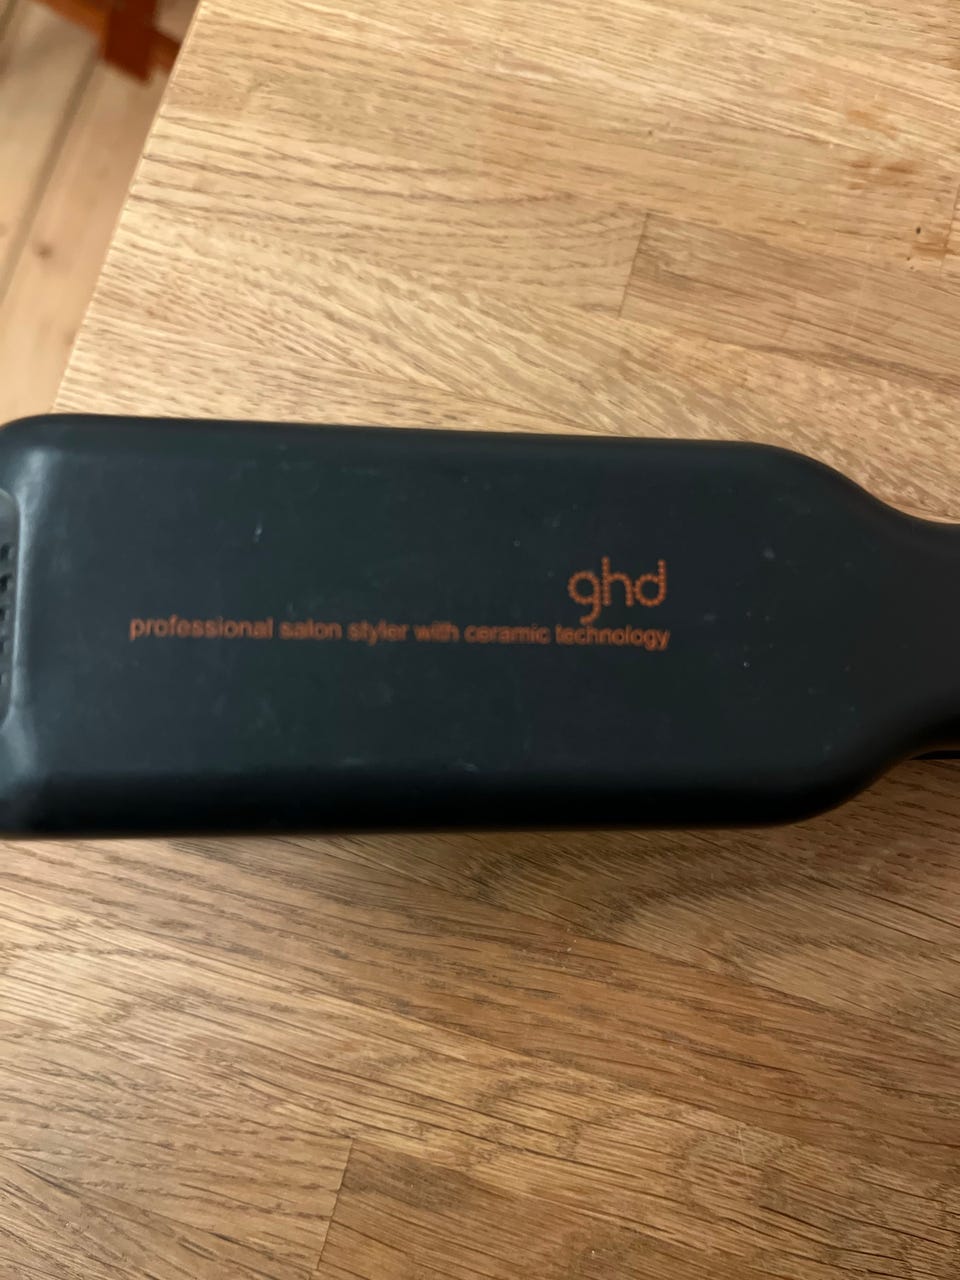 ghd
professional salon styler with ceramic technology